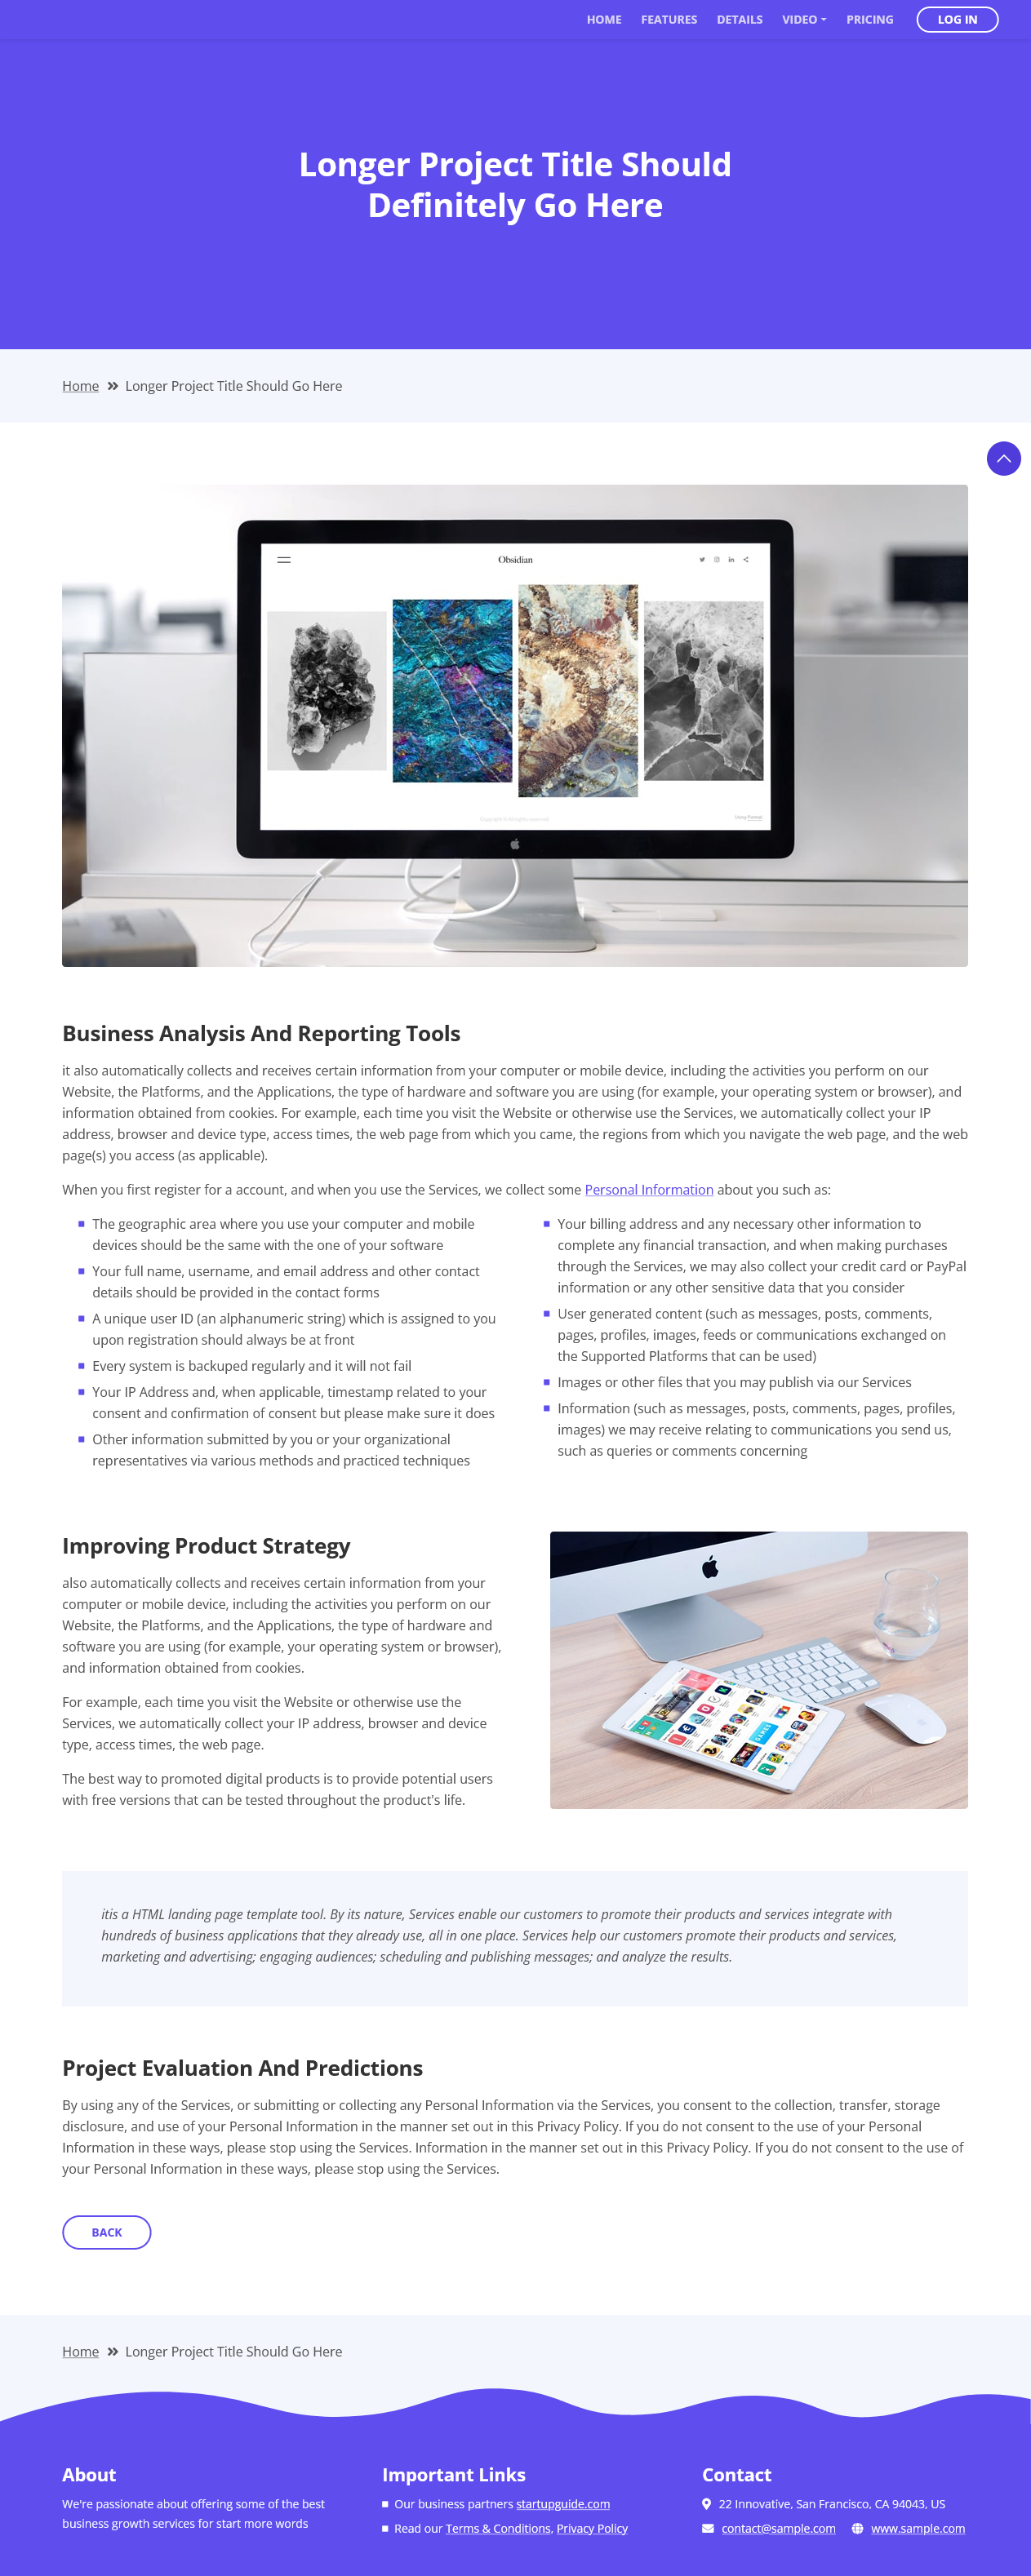 HOME FEATURES DETAILS VIDEO PRICING LOG IN
Longer Project Title Should
Definitely Go Here
Home Longer Project Title Should Go Here
Obsidian
Business Analysis And Reporting Tools
it also automatically collects and receives certain information from your computer or mobile device, including the activities you perform on our
Website, the Platforms, and the Applications, the type of hardware and software you are using (for example, your operating system or browser), and
information obtained from cookies. For example, each time you visit the Website or otherwise use the Services, we automatically collect your IP
address, browser and device type, access times, the web page from which you came, the regions from which you navigate the web page, and the web
page(s) you access (as applicable).
When you first register for a account, and when you use the Services, we collect some Personal Information about you such as:
The geographic area where you use your computer and mobile
devices should be the same with the one of your software
Your full name, username, and email address and other contact
details should be provided in the contact forms
A unique user ID (an alphanumeric string) which is assigned to you
upon registration should always be at front
Every system is backuped regularly and it will not fail
Your IP Address and, when applicable, timestamp related to your
consent and confirmation of consent but please make sure it does
Other information submitted by you or your organizational
representatives via various methods and practiced techniques
Your billing address and any necessary other information to
complete any financial transaction, and when making purchases
through the Services, we may also collect your credit card or PayPal
information or any other sensitive data that you consider
User generated content (such as messages, posts, comments,
pages, profiles, images, feeds or communications exchanged on
the Supported Platforms that can be used)
Images or other files that you may publish via our Services
Information (such as messages, posts, comments, pages, profiles,
images) we may receive relating to communications you send us,
such as queries or comments concerning
Improving Product Strategy
also automatically collects and receives certain information from your
computer or mobile device, including the activities you perform on our
Website, the Platforms, and the Applications, the type of hardware and
software you are using (for example, your operating system or browser),
and information obtained from cookies.
For example, each time you visit the Website or otherwise use the
Services, we automatically collect your IP address, browser and device
type, access times, the web page.
The best way to promoted digital products is to provide potential users
with free versions that can be tested throughout the product's life.
GAMES
itis a HTML landing page template tool. By its nature, Services enable our customers to promote their products and services integrate with
hundreds of business applications that they already use, all in one place. Services help our customers promote their products and services,
marketing and advertising; engaging audiences; scheduling and publishing messages; and analyze the results.
Project Evaluation And Predictions
By using any of the Services, or submitting or collecting any Personal Information via the Services, you consent to the collection, transfer, storage
disclosure, and use of your Personal Information in the manner set out in this Privacy Policy. If you do not consent to the use of your Personal
Information in these ways, please stop using the Services. Information in the manner set out in this Privacy Policy. If you do not consent to the use of
your Personal Information in these ways, please stop using the Services.
BACK
Home Longer Project Title Should Go Here
About
We're passionate about offering some of the best
business growth services for start more words
Important Links
Our business partners startupguide.com
Read our Terms & Conditions, Privacy Policy
Contact
22 Innovative, San Francisco, CA 94043, US
contact@sample.com www.sample.com